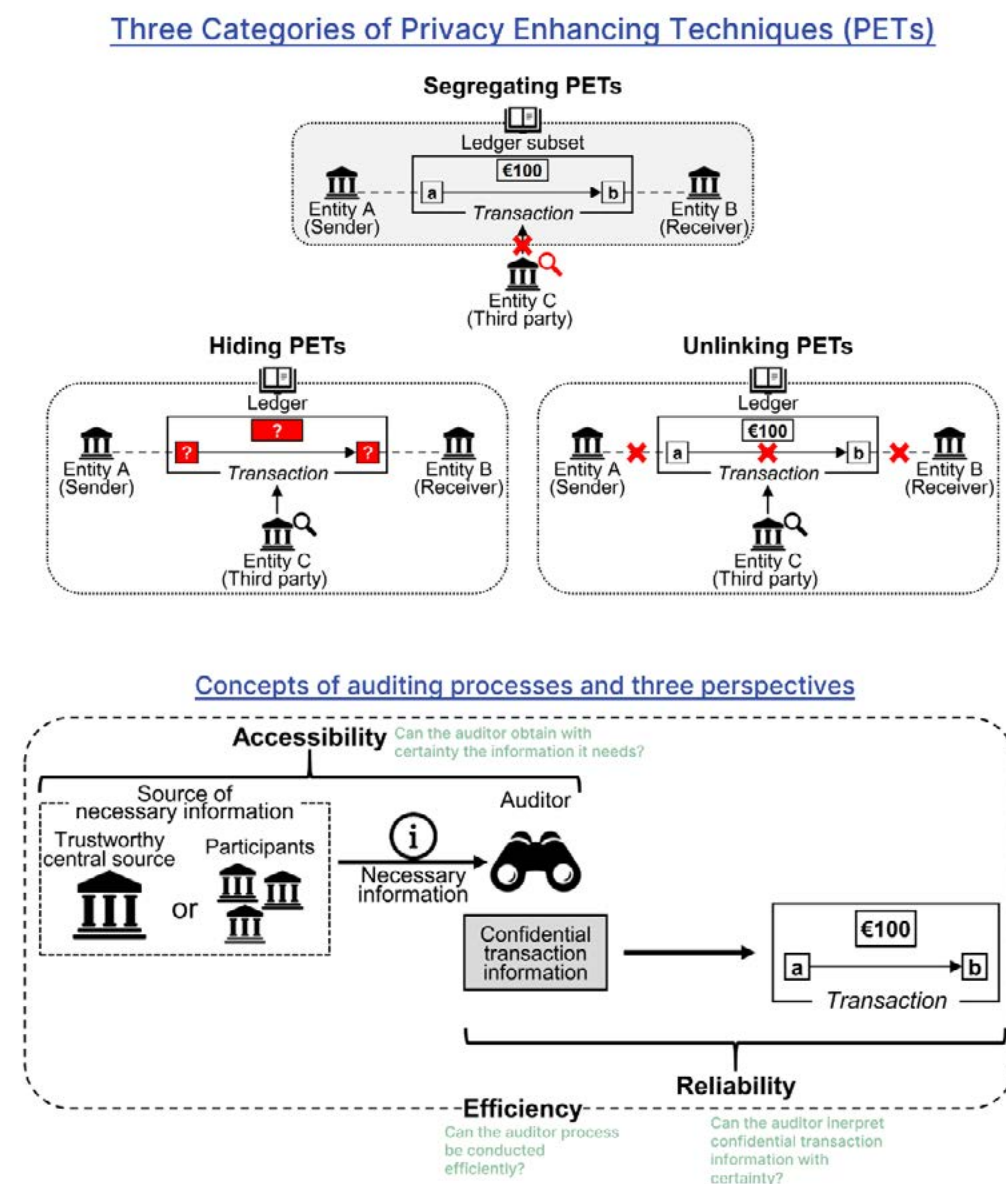 Three Categories of Privacy Enhancing Techniques (PETs)
Segregating PETs
Ledger subset
€100
a
b
Entity A
(Sender)
Transaction
Entity B
(Receiver)
Entity C
(Third party)
Hiding PETs
Ledger
?
?
?
Entity A
(Sender)
Transaction
Entity B
(Receiver)
Entity C
(Third party)
Unlinking PETs
Ledger
€100
a
b
Entity A
(Sender)
Transaction
Entity B
(Receiver)
Entity C
(Third party)
Concepts of auditing processes and three perspectives
Accessibility
Can the auditor obtain with
certainty the information it needs?
Source of
necessary information
Trustworthy
central source
or
Participants
i
Necessary
information
Auditor
Confidential
transaction
information
€100
a
b
Transaction
Reliability
Can the auditor inerpret
confidential transaction
information with
certainty?
Efficiency
Can the auditor process
be conducted
efficiently?